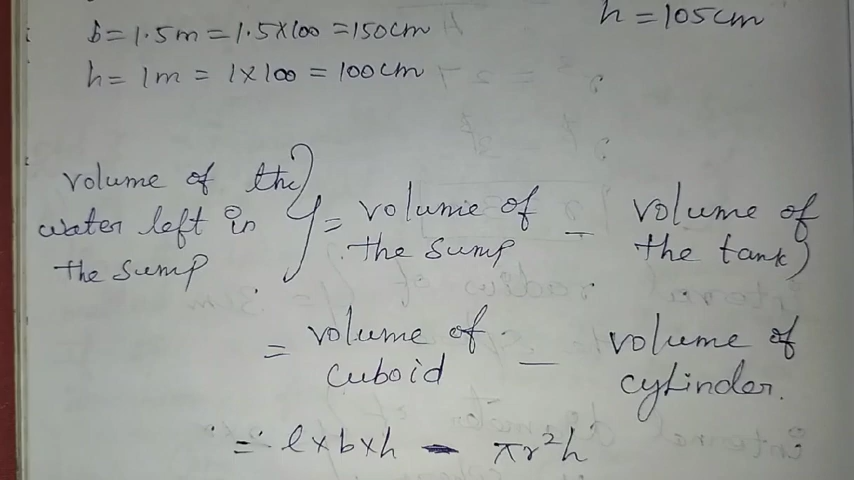 b = 1.5m = 1.5×100 = 150cm
h = 105cm
h = 1m = 1×100 = 100cm
volume of the
water left in
the sump
= volume of
the sump
− volume of
the tank
= volume of
cuboid
− volume of
cylinder.
= l×b×h − πr²h